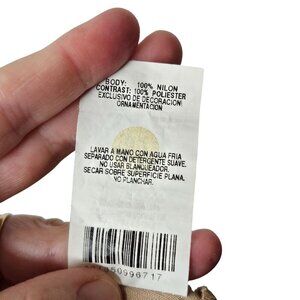 BODY: 100% NILON
CONTRAST: 100% POLIESTER
EXCLUSIVO DE DECORACION
ORNAMENTACION
LAVAR A MANO CON AGUA FRIA
SEPARADO CON DETERGENTE SUAVE.
NO USAR BLANQUEADOR.
SECAR SOBRE SUPERFICIE PLANA.
NO PLANCHAR.